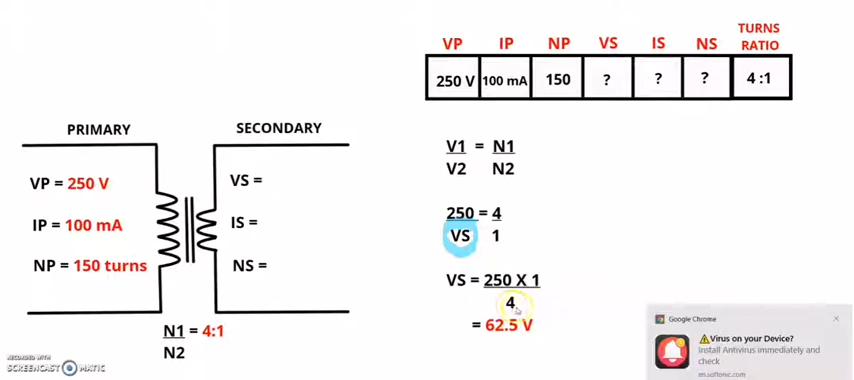 VP IP NP VS IS NS TURNS RATIO
250 V 100 mA 150 ? ? ? 4 :1
PRIMARY SECONDARY
VP = 250 V
IP = 100 mA
NP = 150 turns
VS =
IS =
NS =
N1 = 4:1
N2
V1 = N1
V2 N2
250 = 4
VS 1
VS = 250 X 1
4
= 62.5 V
RECORDED WITH
SCREENCAST MATIC
Google Chrome
⚠Virus on your Device?
Install Antivirus immediately and
check
en.softonic.com